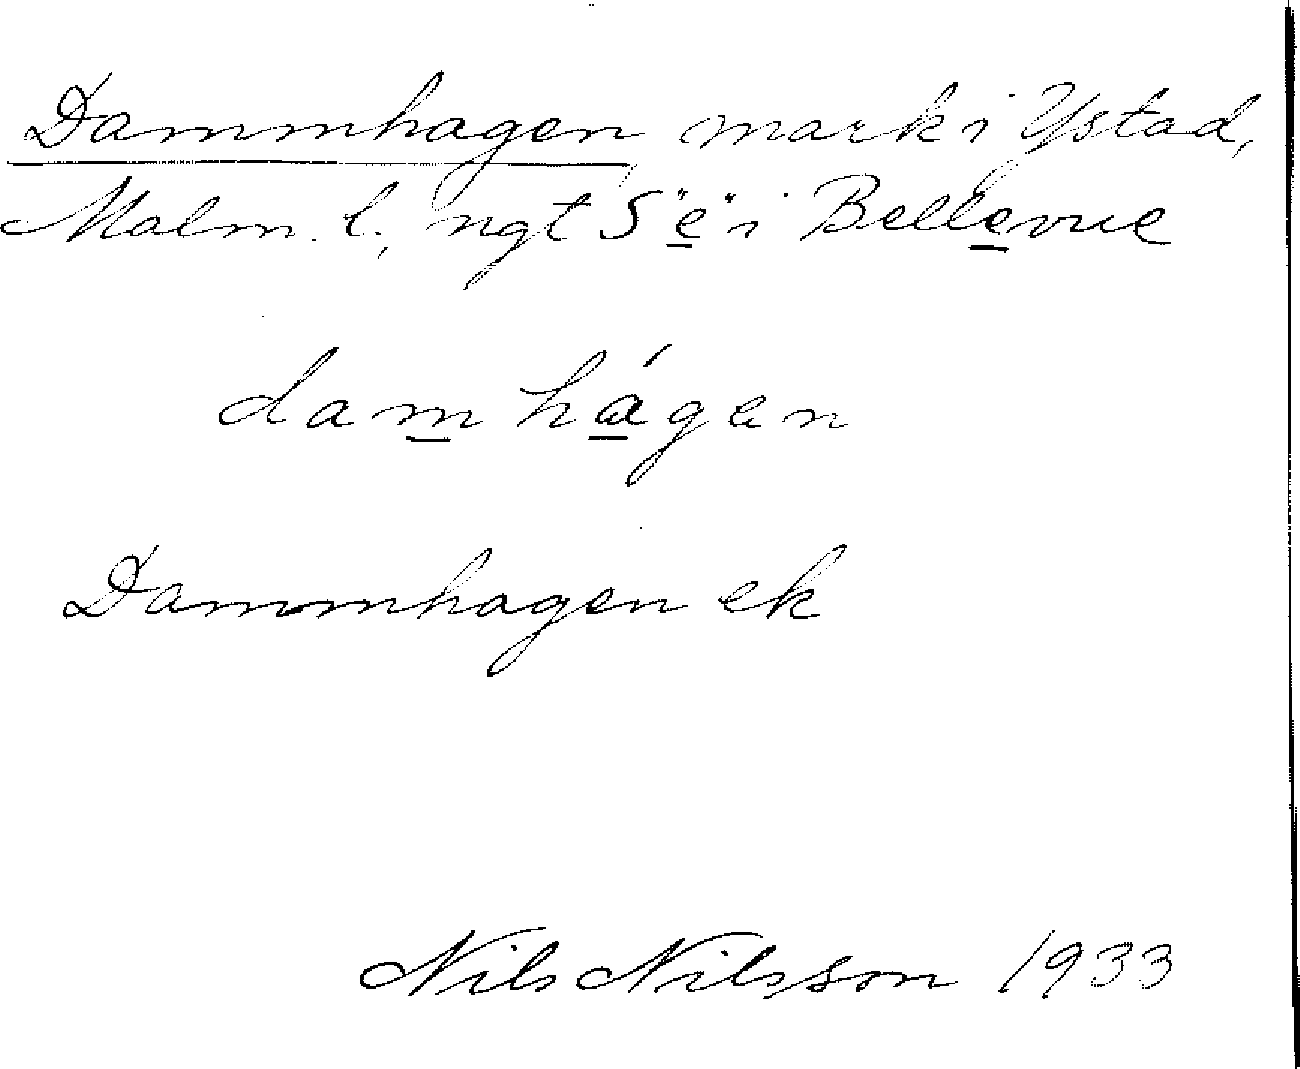 Dammhagen, mark i Ystad,
Malm. l., ngt S "e" i Bellevue
dam hágen
Dammhagen ek
Nils Nilsson 1933